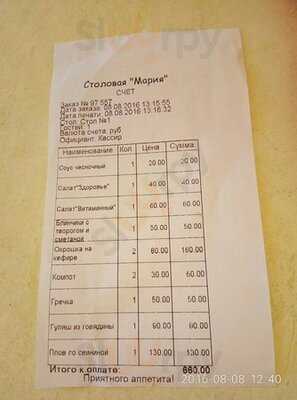 Столовая "Мария"
СЧЕТ
Заказ № 97 557
Дата заказа: 08.08.2016 13:15:55
Дата печати: 08.08.2016 13:16:32
Стол: Стол №1
Гостей: 1
Валюта счета: руб
Официант: Кассир
Наименование Кол Цена Сумма
Соус чесночный 1 20.00 20.00
Салат"Здоровье" 1 40.00 40.00
Салат"Витаминный" 1 60.00 60.00
Блинчики с творогом и сметаной 1 50.00 50.00
Окрошка на кефире 2 80.00 160.00
Компот 2 30.00 60.00
Гречка 1 50.00 50.00
Гуляш из говядины 1 90.00 90.00
Плов со свининой 1 130.00 130.00
Итого к оплате: 660.00
Приятного аппетита!
2016-08-08 12:40